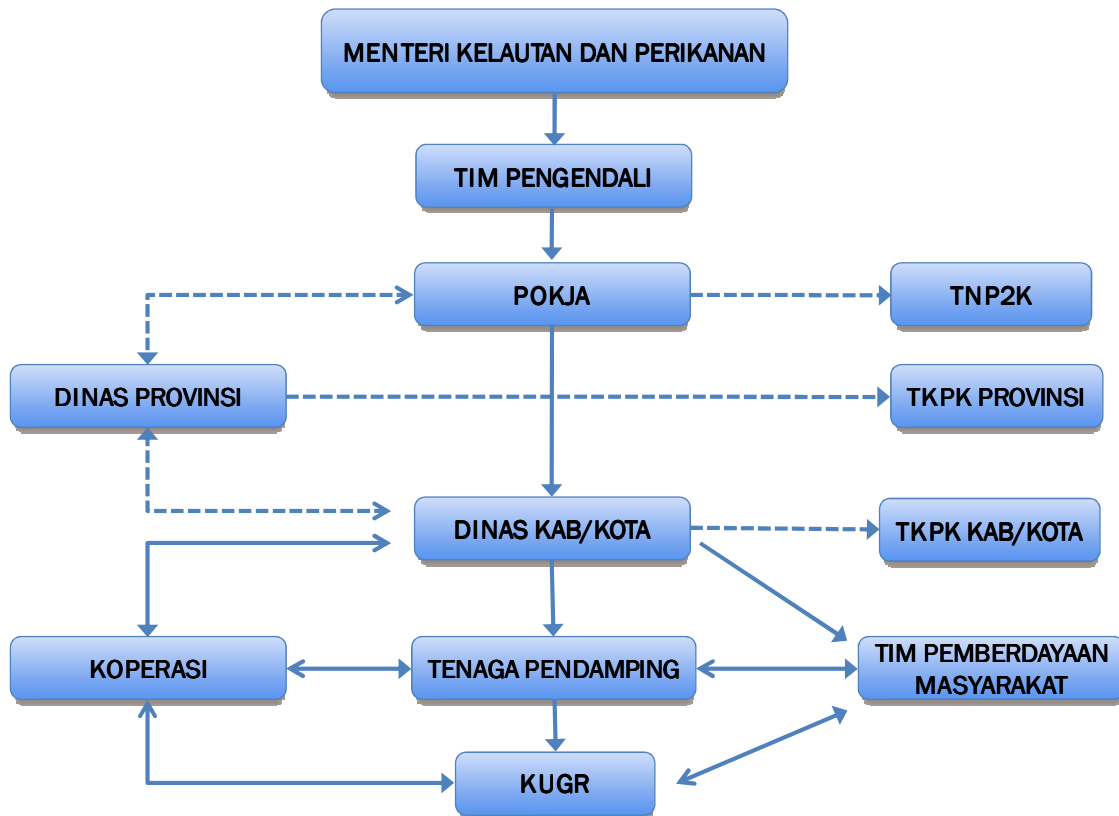 MENTERI KELAUTAN DAN PERIKANAN
TIM PENGENDALI
POKJA
TNP2K
DINAS PROVINSI
TKPK PROVINSI
DINAS KAB/KOTA
TKPK KAB/KOTA
KOPERASI
TENAGA PENDAMPING
TIM PEMBERDAYAAN
MASYARAKAT
KUGR